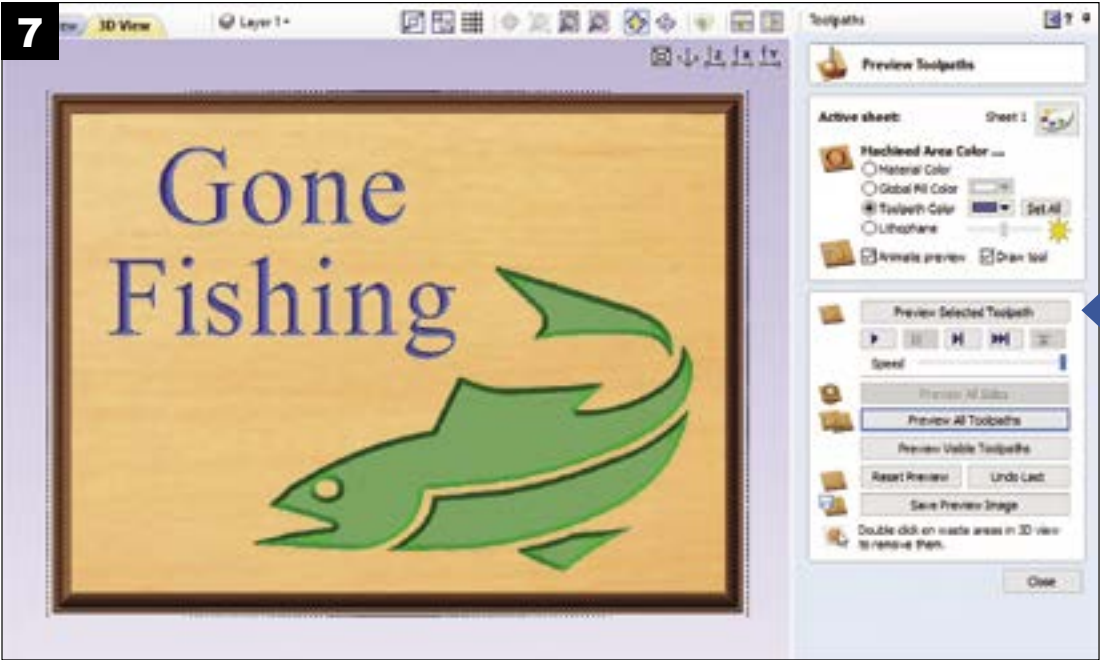 7
3D View
Layer 1
Toolpaths
?
Preview Toolpaths
Active sheet: Sheet 1
Machined Area Color ...
Material Color
Global Fill Color
Toolpath Color Set All
Lithophane
Animate preview Draw tool
Preview Selected Toolpath
Speed
Preview All Sides
Preview All Toolpaths
Preview Visible Toolpaths
Reset Preview Undo Last
Save Preview Image
Double click on waste areas in 3D view
to remove them.
Close
Gone
Fishing